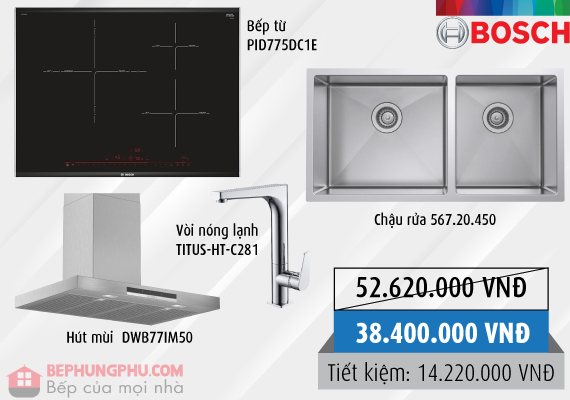 Bếp từ
PID775DC1E
BOSCH
Vòi nóng lạnh
TITUS-HT-C281
Chậu rửa 567.20.450
Hút mùi DWB77IM50
52.620.000 VNĐ
38.400.000 VNĐ
Tiết kiệm: 14.220.000 VNĐ
BEPHUNGPHU.COM
Bếp của mọi nhà